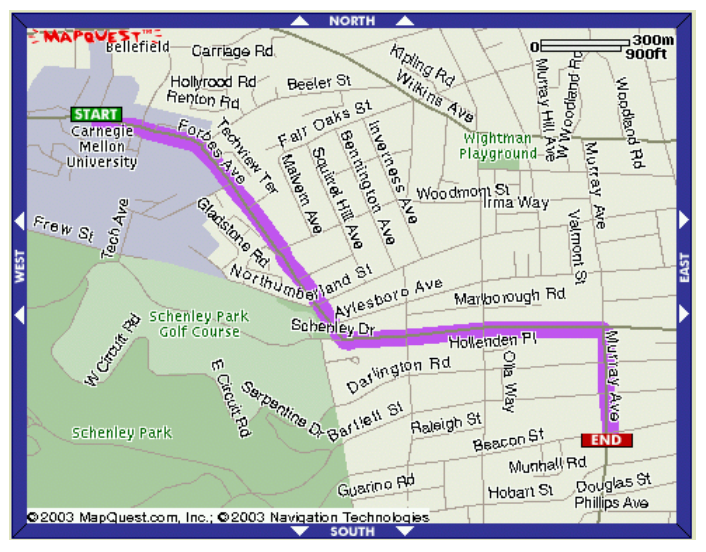 NORTH
MAPQUEST
TM
Bellefield
Carriage Rd
Kipling Rd
0 300m
900ft
Hollyrood Rd
Renton Rd
Beeler St
Wilkins Ave
Murray Hill Ave
Woodland Rd
START
Carnegie
Mellon
University
Forbes Ave
Techview Ter
Fair Oaks St
Inverness Ave
Bennington Ave
Squirrel Hill Ave
Malvern Ave
Wightman
Playground
Murray Ave
Woodmont St
Irma Way
Valmont St
Frew St
Tech Ave
Gladstone Rd
Northumberland St
WEST
EAST
Aylesboro Ave
Marlborough Rd
Schenley Park
Golf Course
Schenley Dr
Hollenden Pl
Murray Ave
W Circuit Rd
E Circuit Rd
Serpentine Dr
Darlington Rd
Olla Way
Bartlett St
Raleigh St
Beacon St
END
Schenley Park
Munhall Rd
Guarino Rd
Hobart St
Douglas St
Phillips Ave
©2003 MapQuest.com, Inc.; ©2003 Navigation Technologies
SOUTH